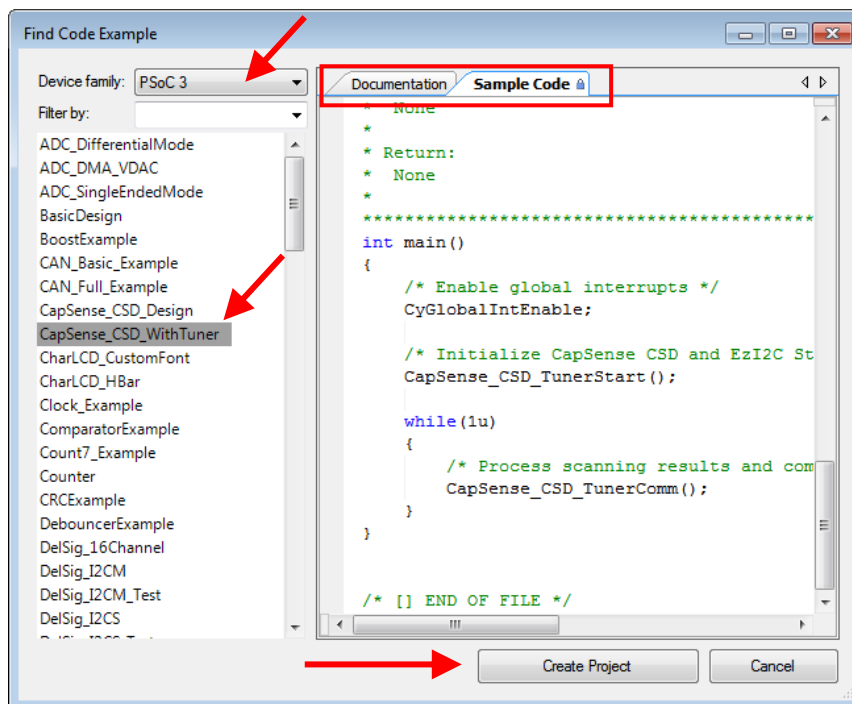 Find Code Example
Device family: PSoC 3
Filter by:
ADC_DifferentialMode
ADC_DMA_VDAC
ADC_SingleEndedMode
BasicDesign
BoostExample
CAN_Basic_Example
CAN_Full_Example
CapSense_CSD_Design
CapSense_CSD_WithTuner
CharLCD_CustomFont
CharLCD_HBar
Clock_Example
ComparatorExample
Count7_Example
Counter
CRCExample
DebouncerExample
DelSig_16Channel
DelSig_I2CM
DelSig_I2CM_Test
DelSig_I2CS
Documentation Sample Code
*  None
*
* Return:
*  None
*
*******************************************
int main()
{
    /* Enable global interrupts */
    CyGlobalIntEnable;
    /* Initialize CapSense CSD and EzI2C St
    CapSense_CSD_TunerStart();
    while(1u)
    {
        /* Process scanning results and com
        CapSense_CSD_TunerComm();
    }
}
/* [] END OF FILE */
Create Project Cancel